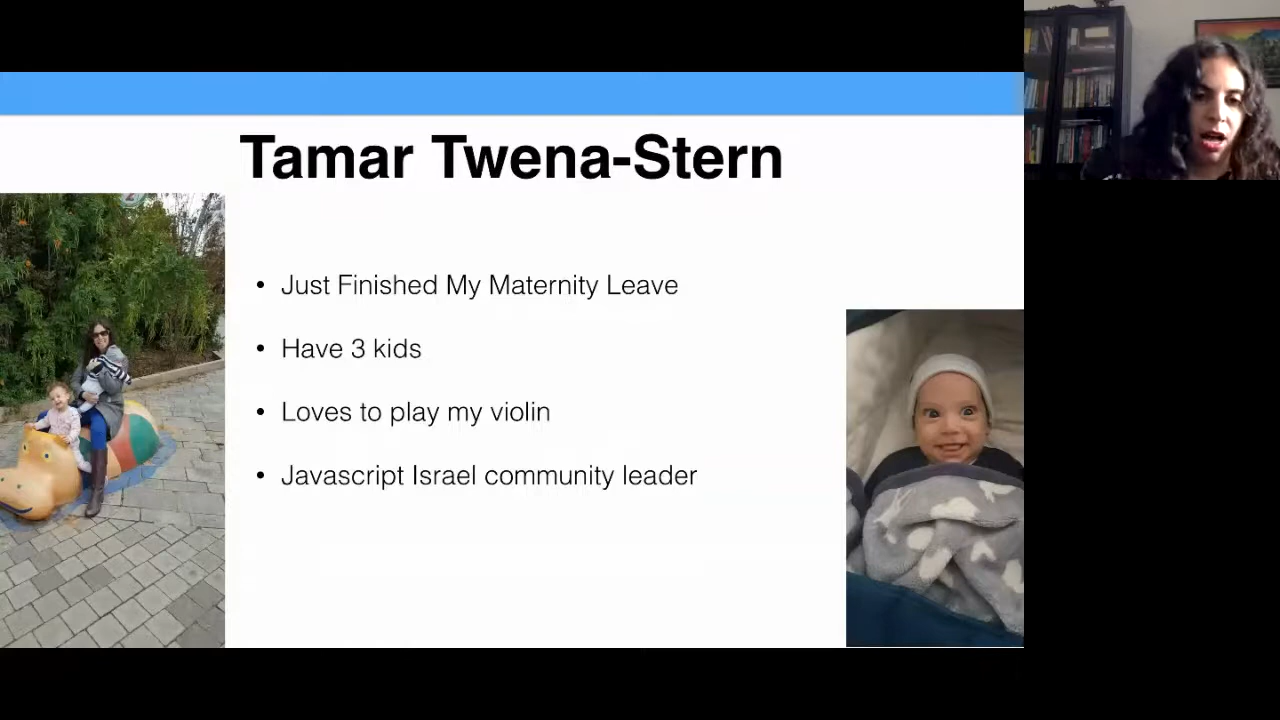 Tamar Twena-Stern
• Just Finished My Maternity Leave
• Have 3 kids
• Loves to play my violin
• Javascript Israel community leader